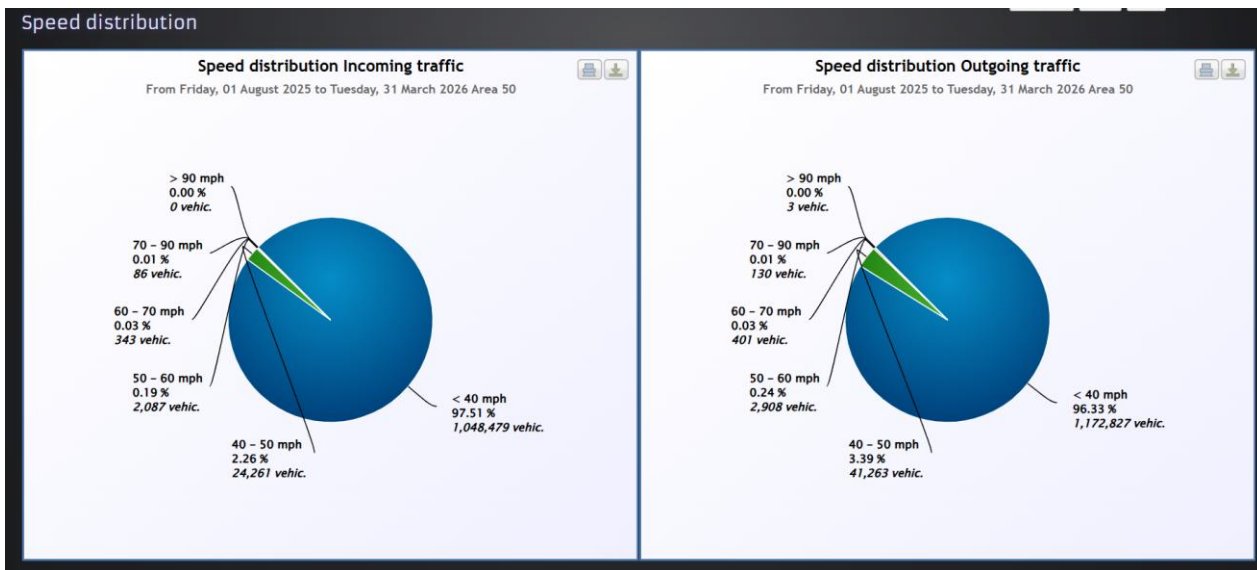 Speed distribution
Speed distribution Incoming traffic
From Friday, 01 August 2025 to Tuesday, 31 March 2026 Area 50
> 90 mph
0.00 %
0 vehic.
70 – 90 mph
0.01 %
86 vehic.
60 – 70 mph
0.03 %
343 vehic.
50 – 60 mph
0.19 %
2,087 vehic.
40 – 50 mph
2.26 %
24,261 vehic.
< 40 mph
97.51 %
1,048,479 vehic.
Speed distribution Outgoing traffic
From Friday, 01 August 2025 to Tuesday, 31 March 2026 Area 50
> 90 mph
0.00 %
3 vehic.
70 – 90 mph
0.01 %
130 vehic.
60 – 70 mph
0.03 %
401 vehic.
50 – 60 mph
0.24 %
2,908 vehic.
40 – 50 mph
3.39 %
41,263 vehic.
< 40 mph
96.33 %
1,172,827 vehic.